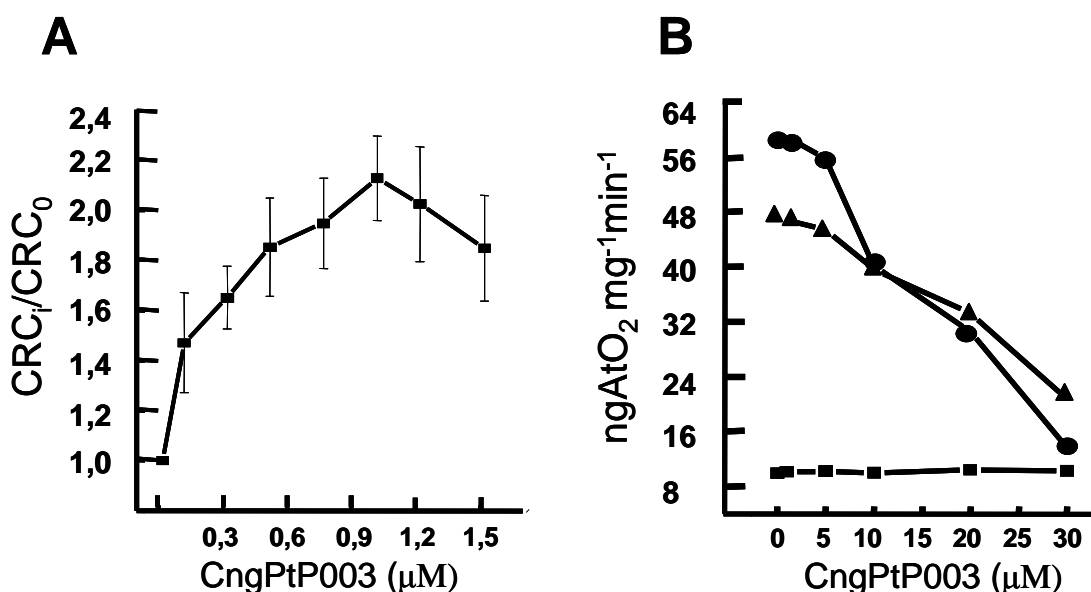 A
CRCi/CRC0
2,4
2,2
2,0
1,8
1,6
1,4
1,2
1,0
0,3 0,6 0,9 1,2 1,5
CngPtP003 (μM)
B
ngAtO2 mg-1min-1
64
56
48
40
32
24
16
8
0 5 10 15 20 25 30
CngPtP003 (μM)